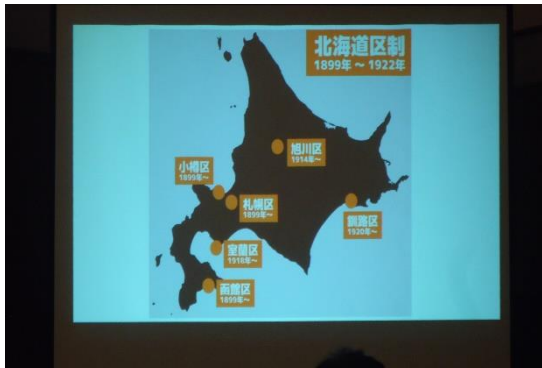 北海道区制
1899年～1922年
旭川区
1914年～
小樽区
1899年～
札幌区
1899年～
釧路区
1920年～
室蘭区
1918年～
函館区
1899年～